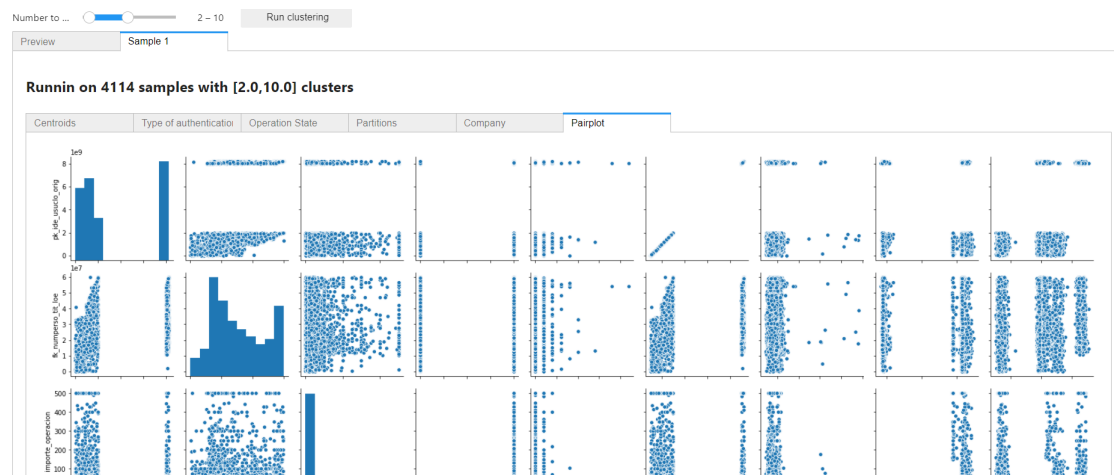 Number to ... 2 – 10 Run clustering
Preview Sample 1
Runnin on 4114 samples with [2.0,10.0] clusters
Centroids Type of authentication Operation State Partitions Company Pairplot
1e9
8
6
4
2
0
pk_ide_usuclo_orig
1e7
6
5
4
3
2
1
0
fk_numperso_tit_be
500
400
300
200
100
importe_operacion